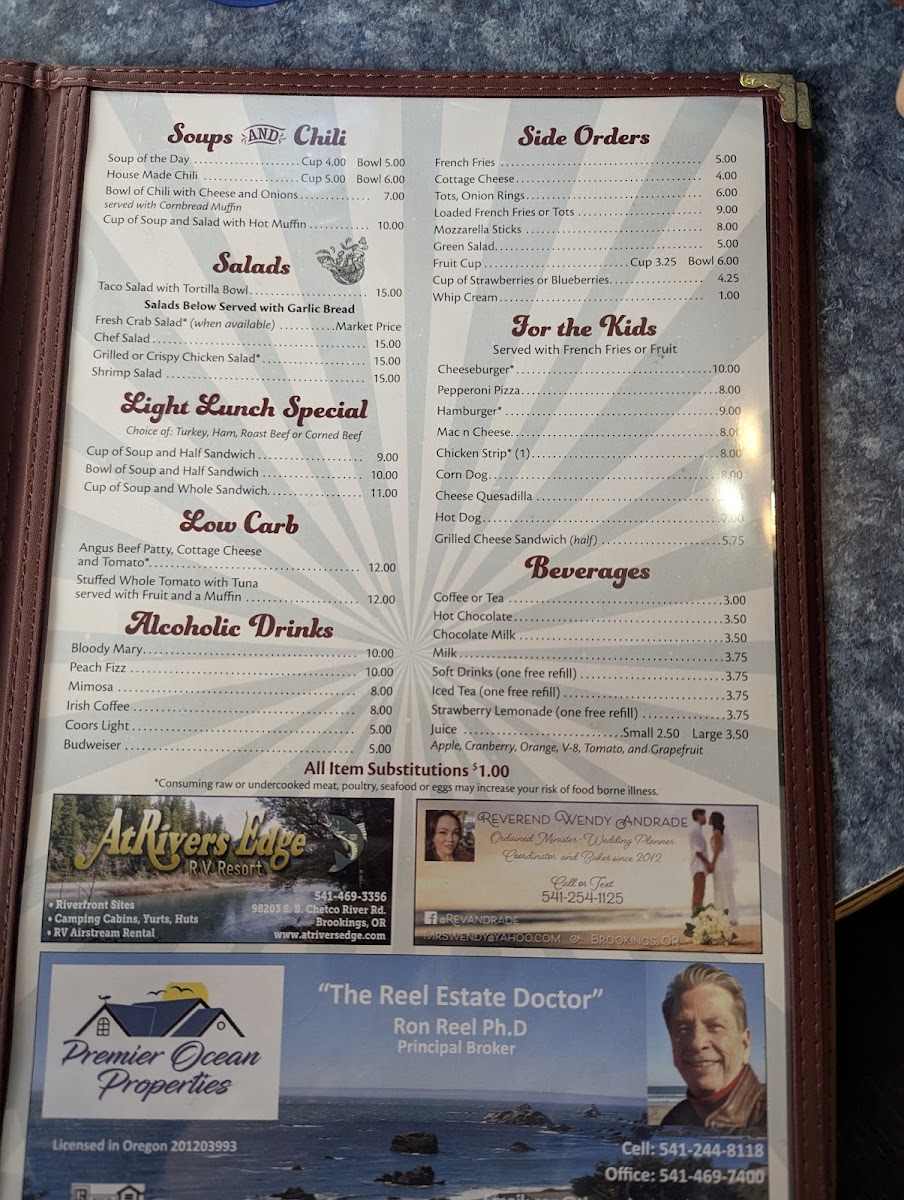 Soups AND Chili
Soup of the Day ........ Cup 4.00 Bowl 5.00
House Made Chili ........ Cup 5.00 Bowl 6.00
Bowl of Chili with Cheese and Onions ........ 7.00
served with Cornbread Muffin
Cup of Soup and Salad with Hot Muffin ........ 10.00
Salads
Taco Salad with Tortilla Bowl ........ 15.00
Salads Below Served with Garlic Bread
Fresh Crab Salad* (when available) ........ Market Price
Chef Salad ........ 15.00
Grilled or Crispy Chicken Salad* ........ 15.00
Shrimp Salad ........ 15.00
Light Lunch Special
Choice of: Turkey, Ham, Roast Beef or Corned Beef
Cup of Soup and Half Sandwich ........ 9.00
Bowl of Soup and Half Sandwich ........ 10.00
Cup of Soup and Whole Sandwich ........ 11.00
Low Carb
Angus Beef Patty, Cottage Cheese
and Tomato* ........ 12.00
Stuffed Whole Tomato with Tuna
served with Fruit and a Muffin ........ 12.00
Alcoholic Drinks
Bloody Mary ........ 10.00
Peach Fizz ........ 10.00
Mimosa ........ 8.00
Irish Coffee ........ 8.00
Coors Light ........ 5.00
Budweiser ........ 5.00
Side Orders
French Fries ........ 5.00
Cottage Cheese ........ 4.00
Tots, Onion Rings ........ 6.00
Loaded French Fries or Tots ........ 9.00
Mozzarella Sticks ........ 8.00
Green Salad ........ 5.00
Fruit Cup ........ Cup 3.25 Bowl 6.00
Cup of Strawberries or Blueberries ........ 4.25
Whip Cream ........ 1.00
For the Kids
Served with French Fries or Fruit
Cheeseburger* ........ 10.00
Pepperoni Pizza ........ 8.00
Hamburger* ........ 9.00
Mac n Cheese ........ 8.00
Chicken Strip* (1) ........ 8.00
Corn Dog ........ 8.00
Cheese Quesadilla ........
Hot Dog ........ 7.00
Grilled Cheese Sandwich (half) ........ 5.75
Beverages
Coffee or Tea ........ 3.00
Hot Chocolate ........ 3.50
Chocolate Milk ........ 3.50
Milk ........ 3.75
Soft Drinks (one free refill) ........ 3.75
Iced Tea (one free refill) ........ 3.75
Strawberry Lemonade (one free refill) ........ 3.75
Juice ........ Small 2.50 Large 3.50
Apple, Cranberry, Orange, V-8, Tomato, and Grapefruit
All Item Substitutions $1.00
*Consuming raw or undercooked meat, poultry, seafood or eggs may increase your risk of food borne illness.
AtRivers Edge
R.V. Resort
• Riverfront Sites
• Camping Cabins, Yurts, Huts
• RV Airstream Rental
541-469-3356
98203 S. B. Chetco River Rd.
Brookings, OR
www.atriversedge.com
Reverend Wendy Andrade
Ordained Minister-Wedding Planner
Coordinator and Baker since 2012
Call or Text
541-254-1125
@RevAndrade
MRSWENDY@YAHOO.COM Brookings, OR
Premier Ocean
Properties
Licensed in Oregon 201203993
"The Reel Estate Doctor"
Ron Reel Ph.D
Principal Broker
Cell: 541-244-8118
Office: 541-469-7400